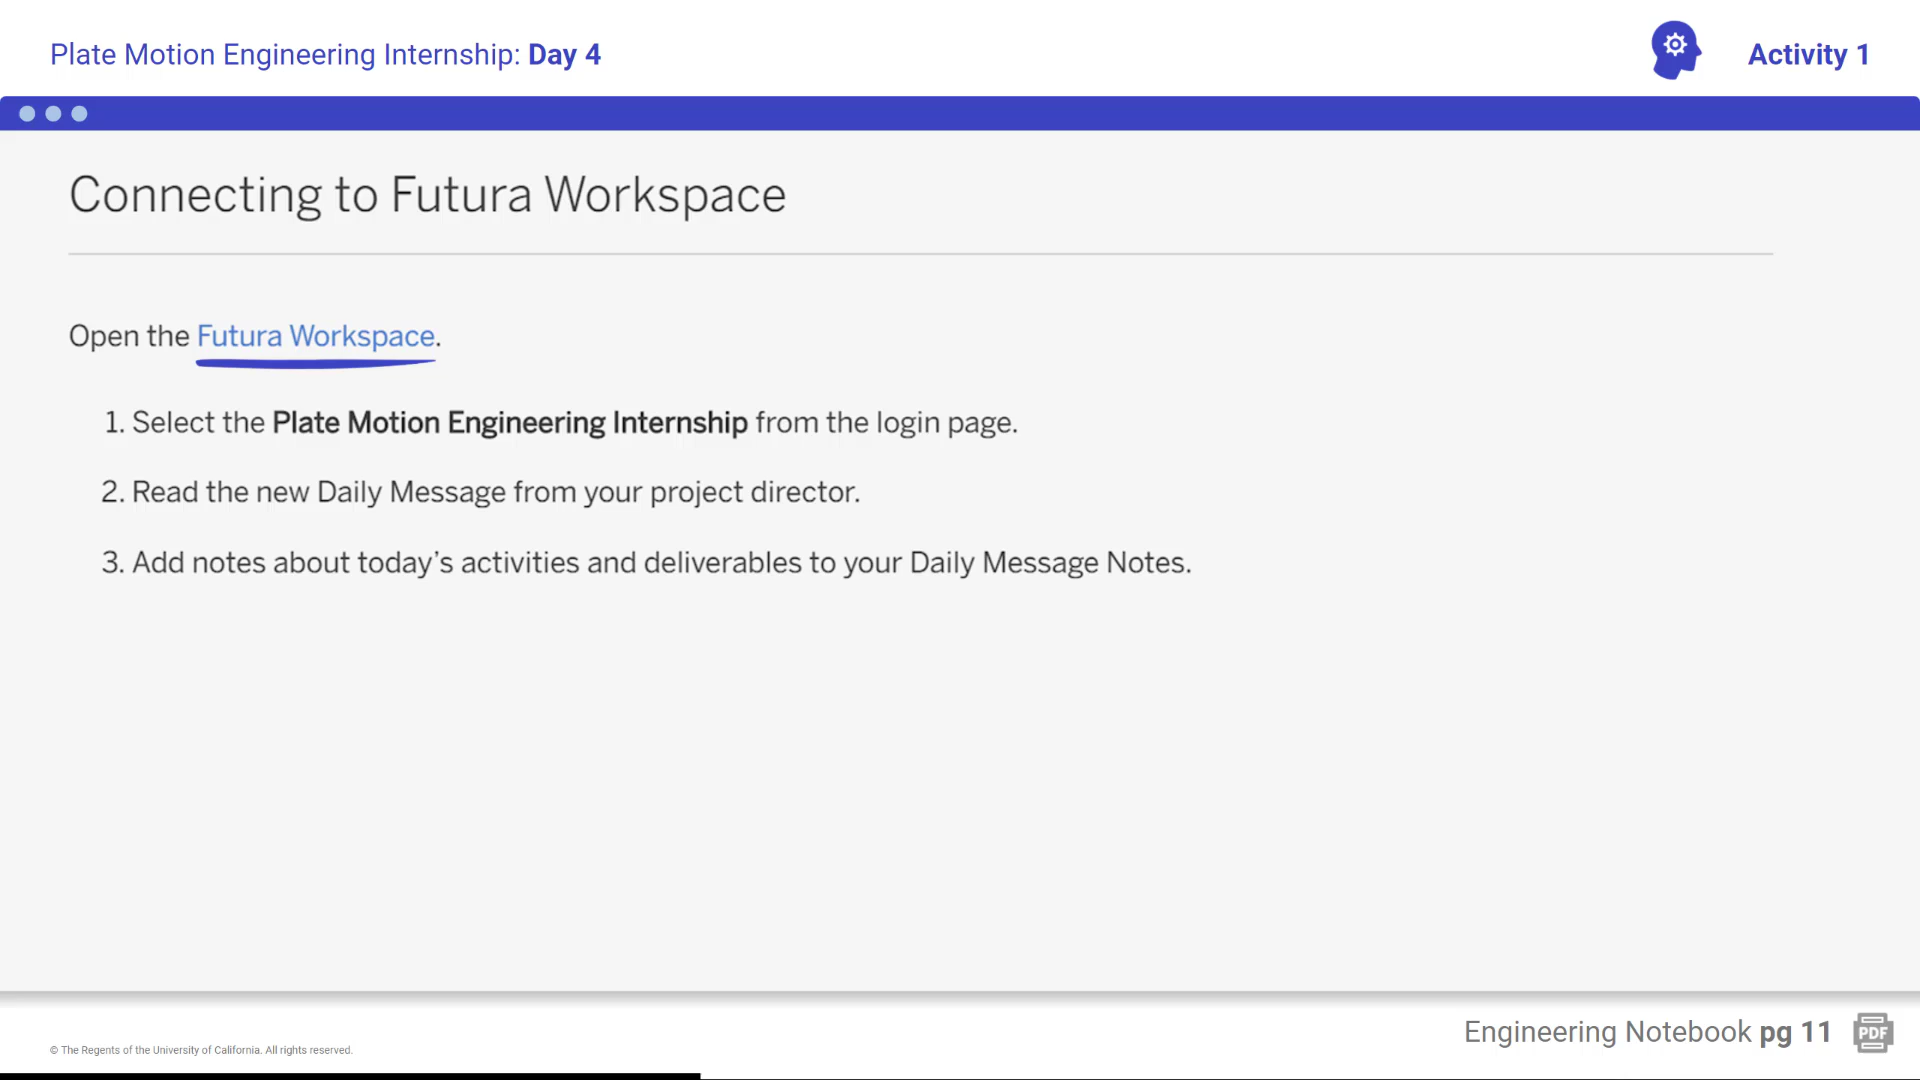 Plate Motion Engineering Internship: Day 4
Activity 1
Connecting to Futura Workspace
Open the Futura Workspace.
1. Select the Plate Motion Engineering Internship from the login page.
2. Read the new Daily Message from your project director.
3. Add notes about today’s activities and deliverables to your Daily Message Notes.
Engineering Notebook pg 11
PDF
© The Regents of the University of California. All rights reserved.